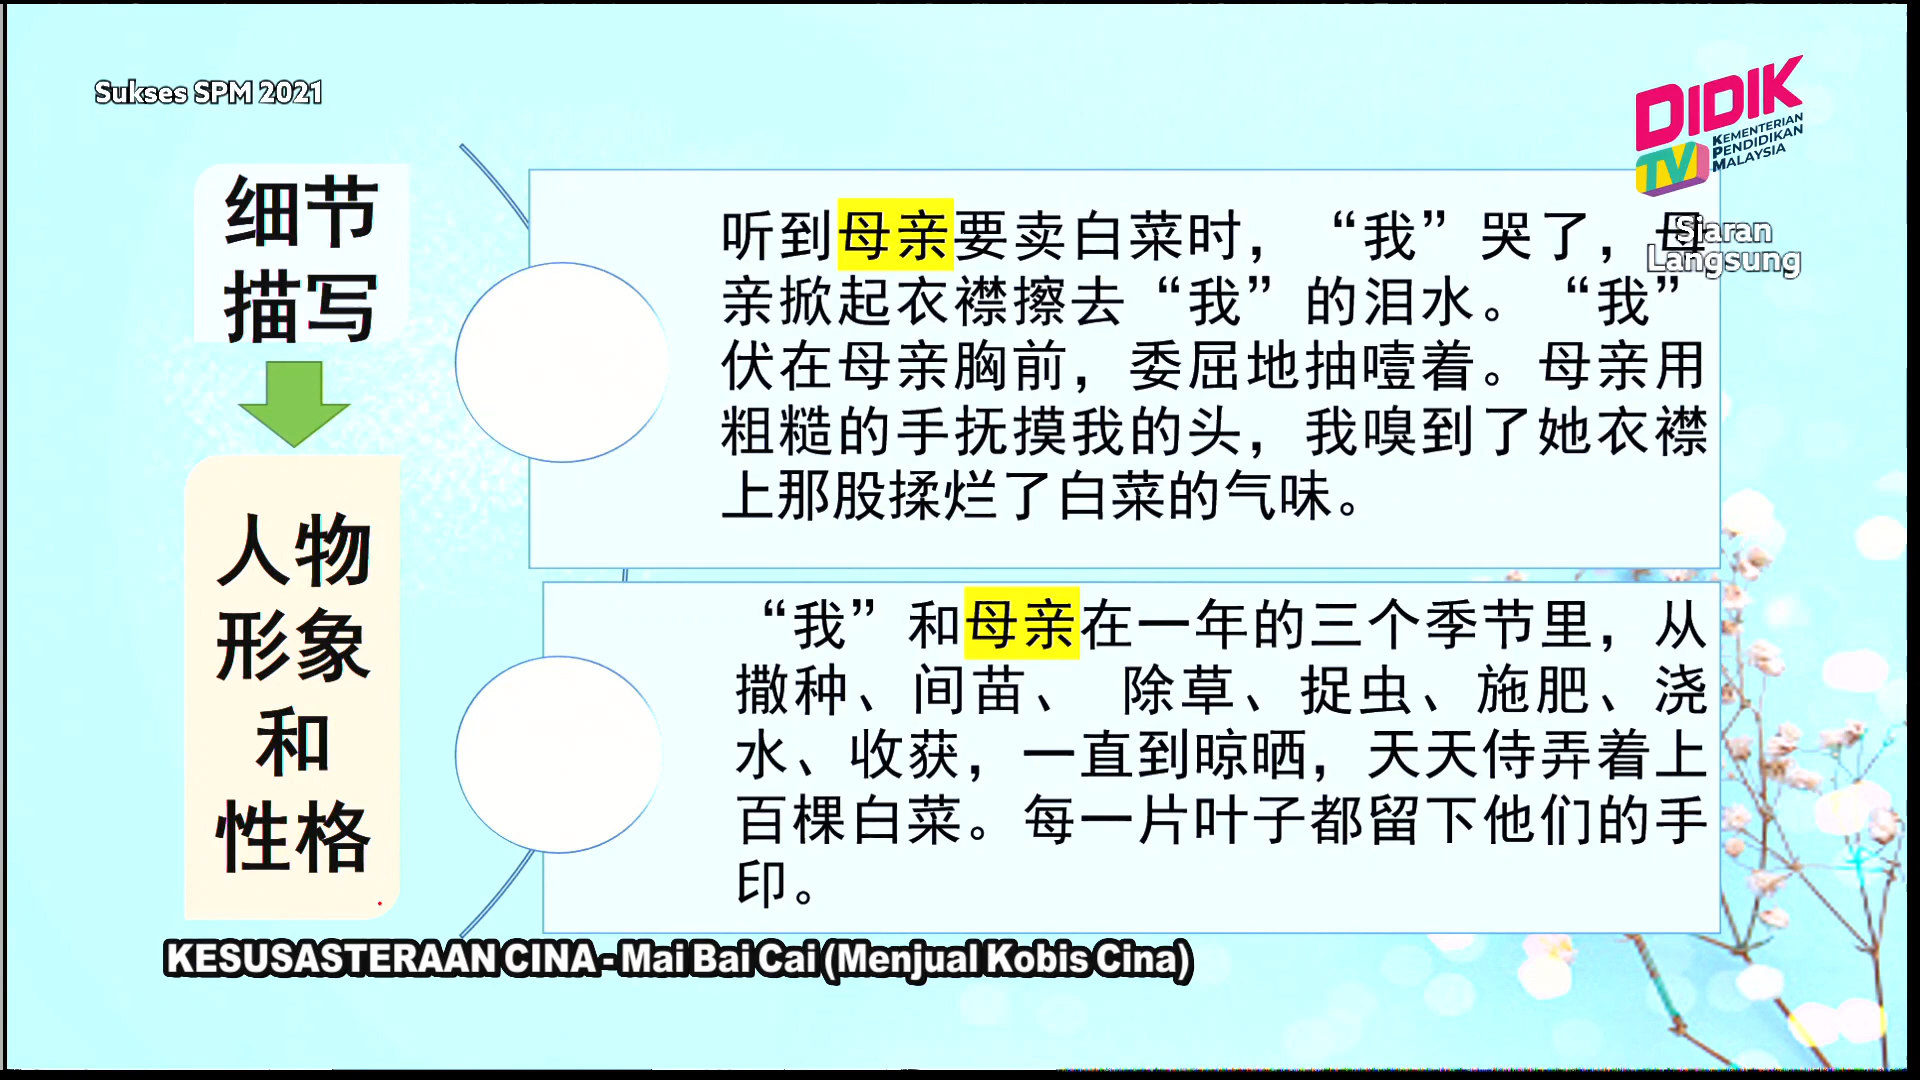 Sukses SPM 2021
DIDIK
TV
KEMENTERIAN
PENDIDIKAN
MALAYSIA
Siaran
Langsung
细节
描写
人物
形象
和
性格
听到母亲要卖白菜时，“我”哭了，母
亲掀起衣襟擦去“我”的泪水。“我”
伏在母亲胸前，委屈地抽噎着。母亲用
粗糙的手抚摸我的头，我嗅到了她衣襟
上那股揉烂了白菜的气味。
“我”和母亲在一年的三个季节里，从
撒种、间苗、 除草、捉虫、施肥、浇
水、收获，一直到晾晒，天天侍弄着上
百棵白菜。每一片叶子都留下他们的手
印。
KESUSASTERAAN CINA - Mai Bai Cai (Menjual Kobis Cina)